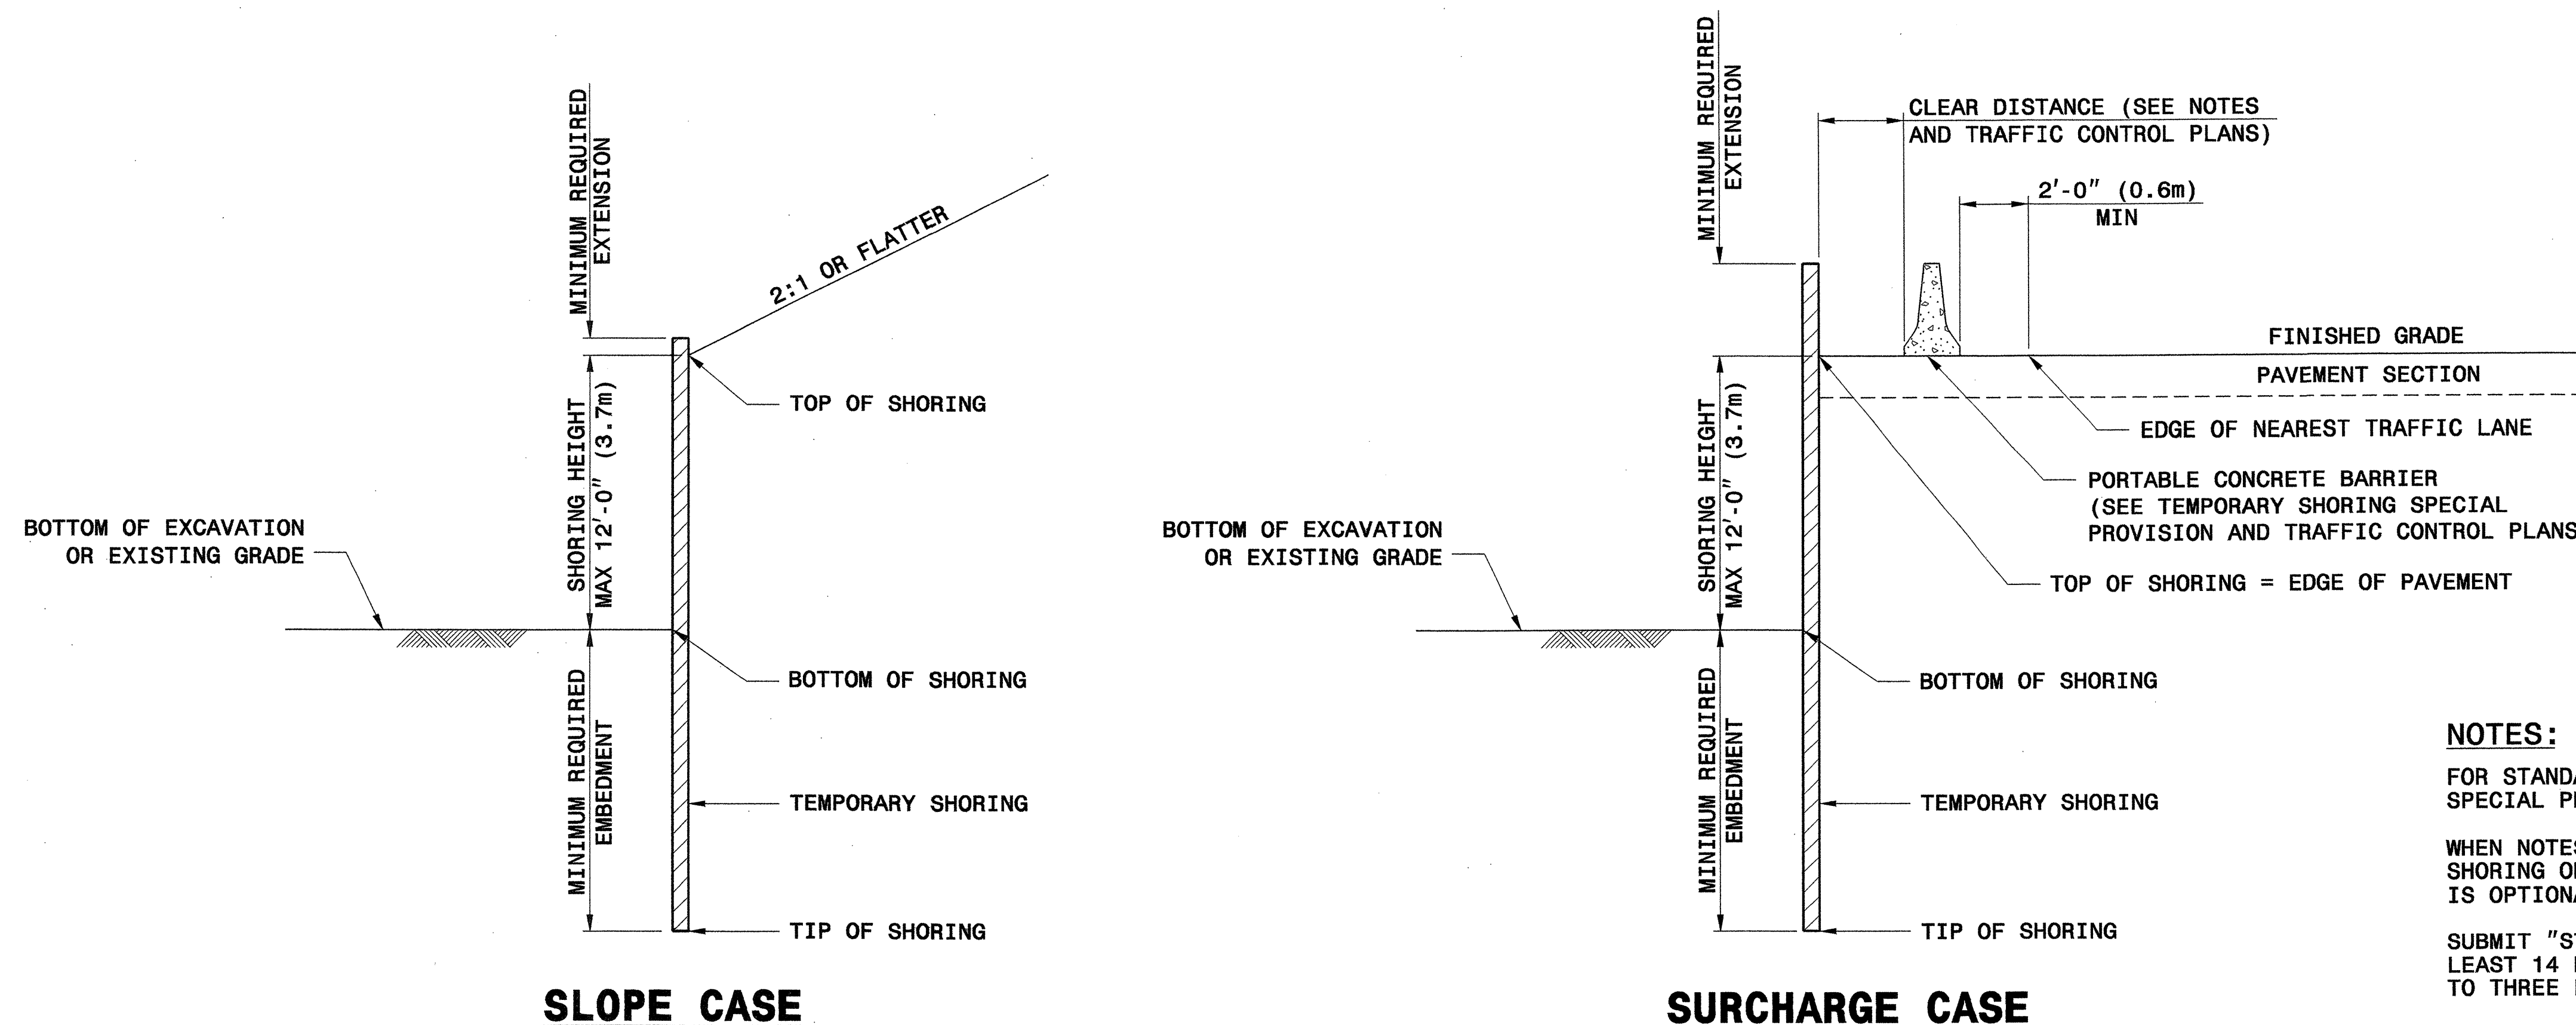 MINIMUM REQUIRED
EXTENSION
2:1 OR FLATTER
TOP OF SHORING
SHORING HEIGHT
MAX 12'-0" (3.7m)
BOTTOM OF EXCAVATION
OR EXISTING GRADE
BOTTOM OF SHORING
MINIMUM REQUIRED
EMBEDMENT
TEMPORARY SHORING
TIP OF SHORING
SLOPE CASE
MINIMUM REQUIRED
EXTENSION
CLEAR DISTANCE (SEE NOTES
AND TRAFFIC CONTROL PLANS)
2'-0" (0.6m)
MIN
FINISHED GRADE
PAVEMENT SECTION
EDGE OF NEAREST TRAFFIC LANE
PORTABLE CONCRETE BARRIER
(SEE TEMPORARY SHORING SPECIAL
PROVISION AND TRAFFIC CONTROL PLANS
TOP OF SHORING = EDGE OF PAVEMENT
SHORING HEIGHT
MAX 12'-0" (3.7m)
BOTTOM OF EXCAVATION
OR EXISTING GRADE
BOTTOM OF SHORING
MINIMUM REQUIRED
EMBEDMENT
TEMPORARY SHORING
TIP OF SHORING
SURCHARGE CASE
NOTES:
FOR
SPECIAL
WHEN
SHORING
IS
SUBMIT
LEAST 14
TO THREE